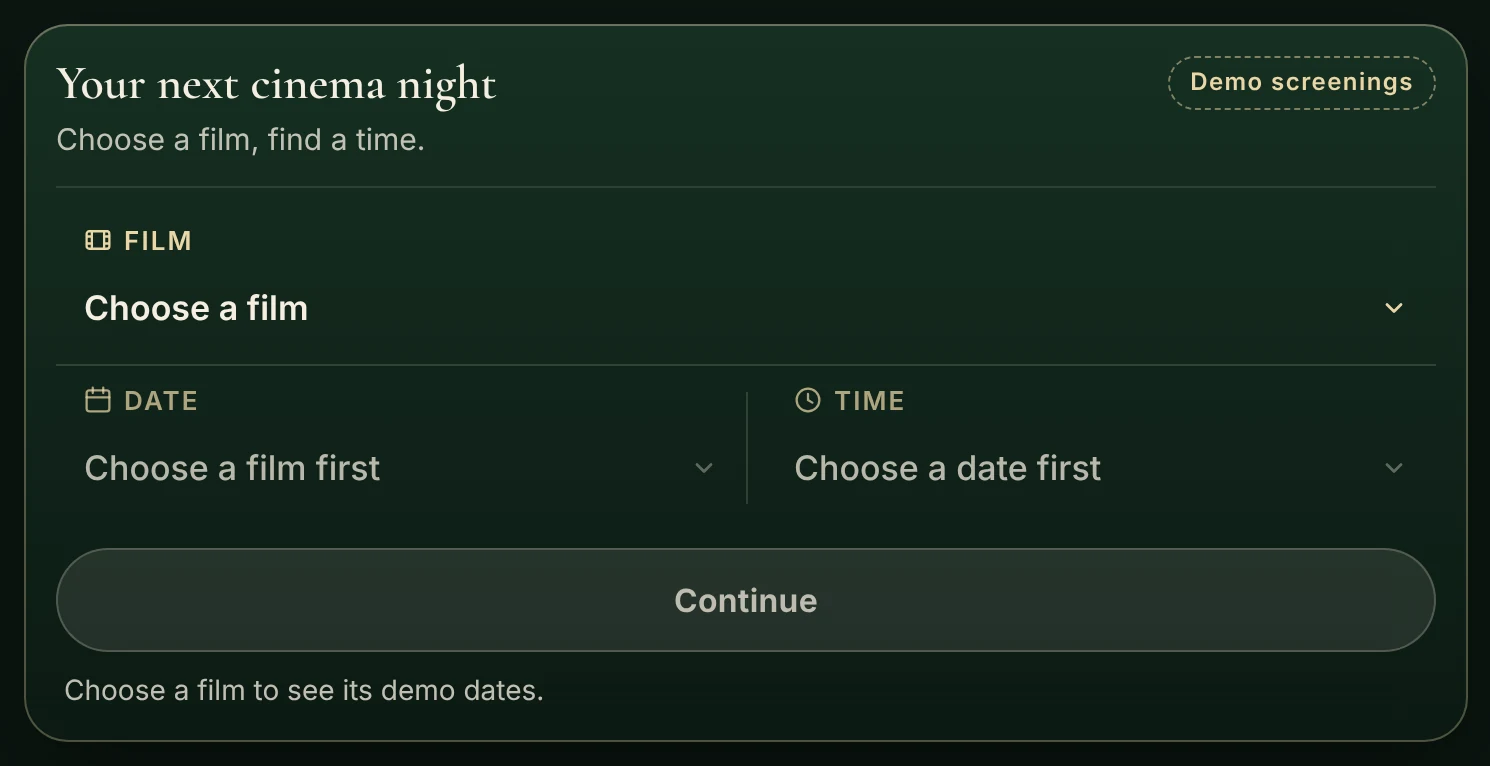 Your next cinema night
Demo screenings
Choose a film, find a time.
FILM
Choose a film
DATE
Choose a film first
TIME
Choose a date first
Continue
Choose a film to see its demo dates.